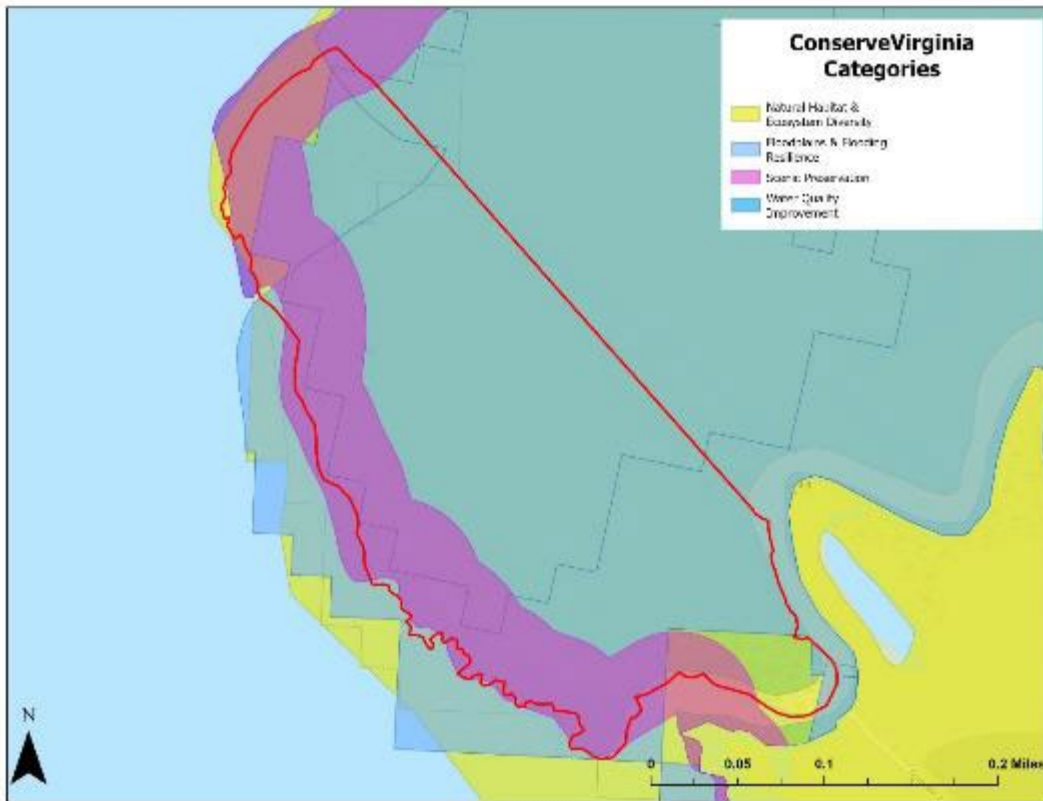 ConserveVirginia
Categories
Natural Habitat &
Ecosystem Diversity
Floodplains & Flooding
Resilience
Scenic Preservation
Water Quality
Improvement
N
0 0.05 0.1 0.2 Miles